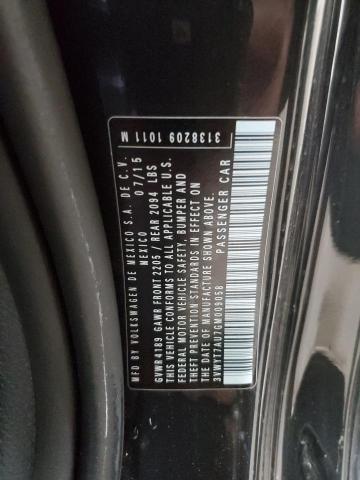 MFD BY VOLKSWAGEN DE MEXICO S.A. DE C.V.
MEXICO 07/15
GVWR 4189 GAWR FRONT 2205 / REAR 2094 LBS
THIS VEHICLE CONFORMS TO ALL APPLICABLE U.S.
FEDERAL MOTOR VEHICLE SAFETY, BUMPER AND
THEFT PREVENTION STANDARDS IN EFFECT ON
THE DATE OF MANUFACTURE SHOWN ABOVE.
PASSENGER CAR
3138209 1011 M